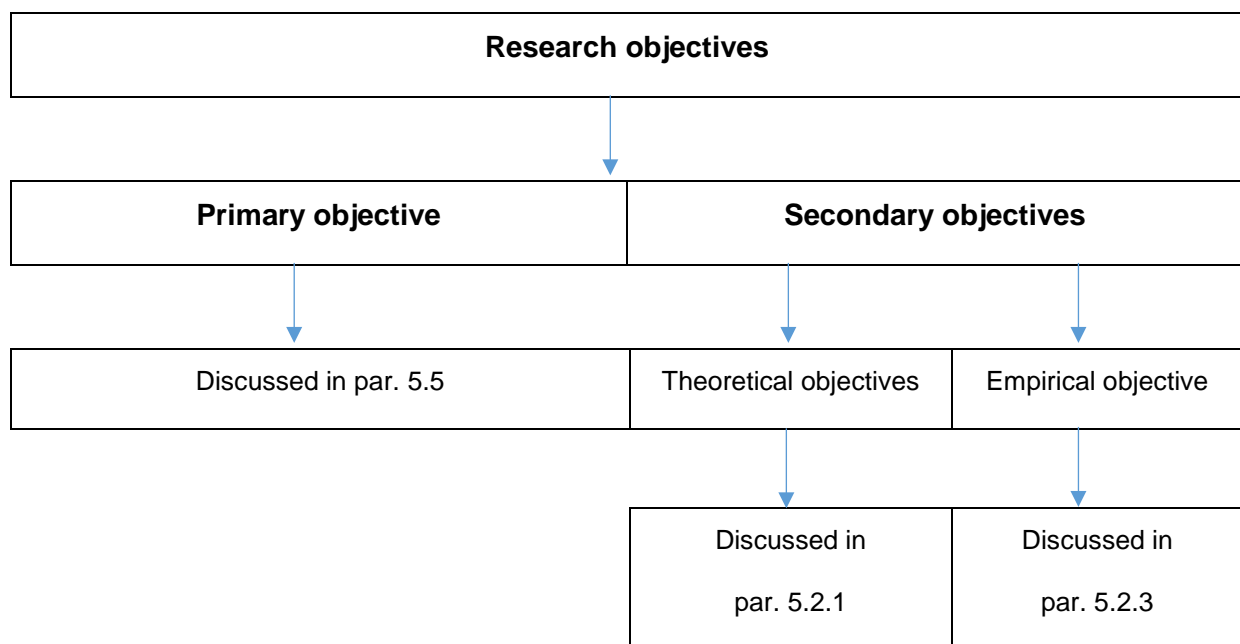 Research objectives
Primary objective
Secondary objectives
Discussed in par. 5.5
Theoretical objectives
Empirical objective
Discussed in
par. 5.2.1
Discussed in
par. 5.2.3